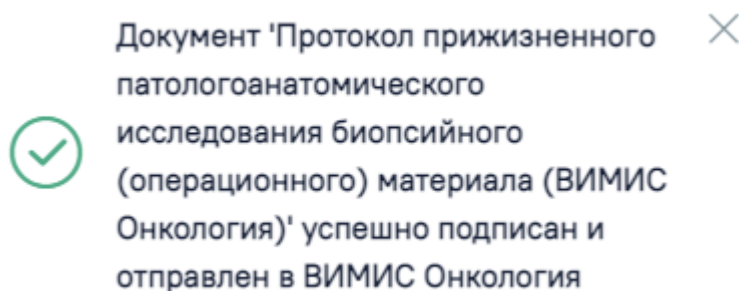 Документ 'Протокол прижизненного
патологоанатомического
исследования биопсийного
(операционного) материала (ВИМИС
Онкология)' успешно подписан и
отправлен в ВИМИС Онкология